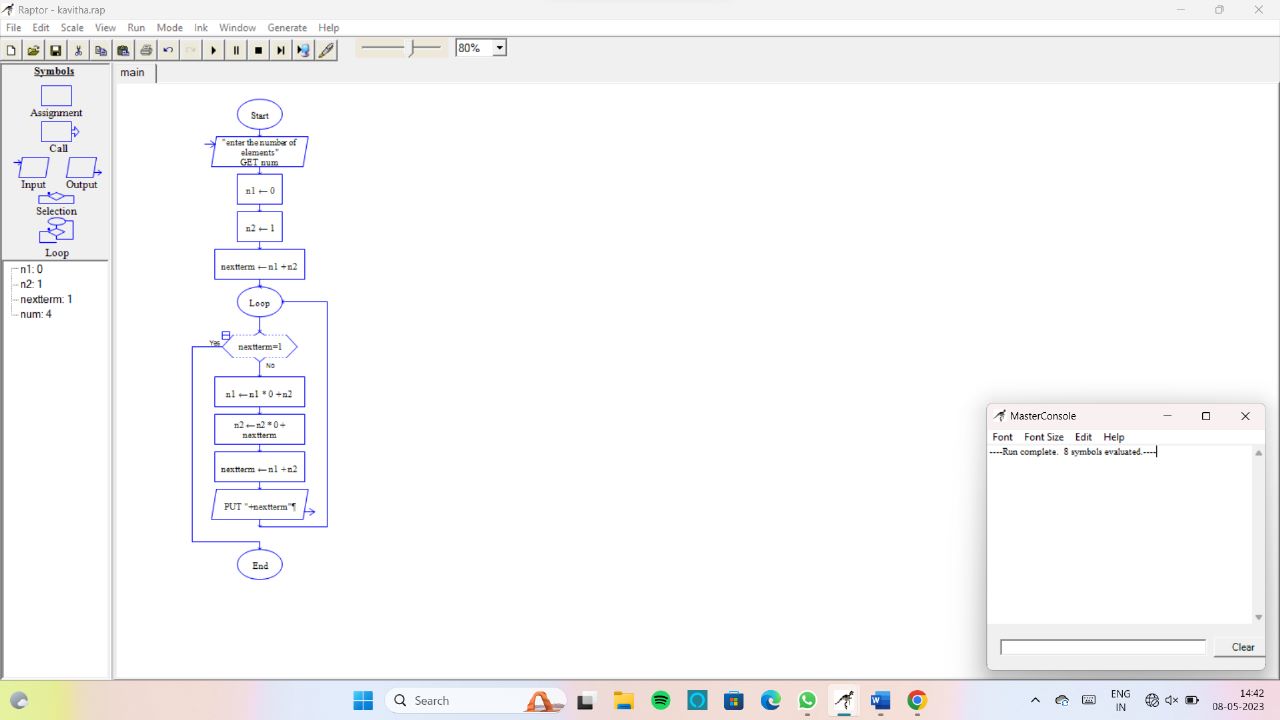 Raptor - kavitha.rap
File Edit Scale View Run Mode Ink Window Generate Help
80%
Symbols
Assignment
Call
Input Output
Selection
Loop
n1: 0
n2: 1
nextterm: 1
num: 4
main
Start
"enter the number of
elements"
GET num
n1 ← 0
n2 ← 1
nextterm ← n1 + n2
Loop
Yes
nextterm=1
No
n1 ← n1 * 0 + n2
n2 ← n2 * 0 +
nextterm
nextterm ← n1 + n2
PUT "+nextterm"¶
End
MasterConsole
Font Font Size Edit Help
----Run complete. 8 symbols evaluated.----
Clear
Search
ENG
IN
14:42
08-05-2023